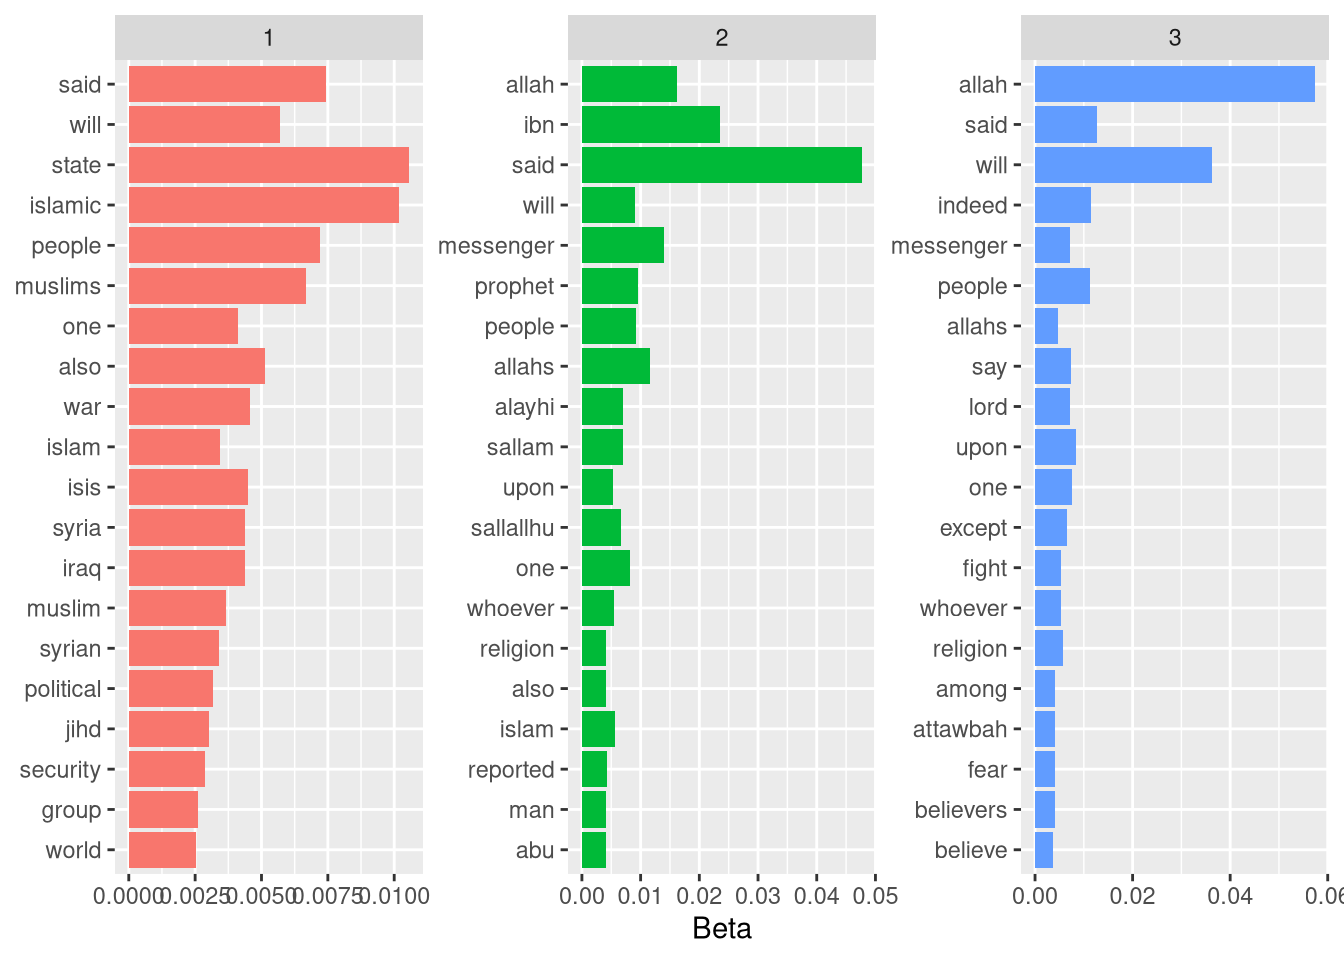 1
said
will
state
islamic
people
muslims
one
also
war
islam
isis
syria
iraq
muslim
syrian
political
jihd
security
group
world
0.0000 0.0025 0.0050 0.0075 0.0100
2
allah
ibn
said
will
messenger
prophet
people
allahs
alayhi
sallam
upon
sallallhu
one
whoever
religion
also
islam
reported
man
abu
0.00 0.01 0.02 0.03 0.04 0.05
3
allah
said
will
indeed
messenger
people
allahs
say
lord
upon
one
except
fight
whoever
religion
among
attawbah
fear
believers
believe
0.00 0.02 0.04 0.06
Beta